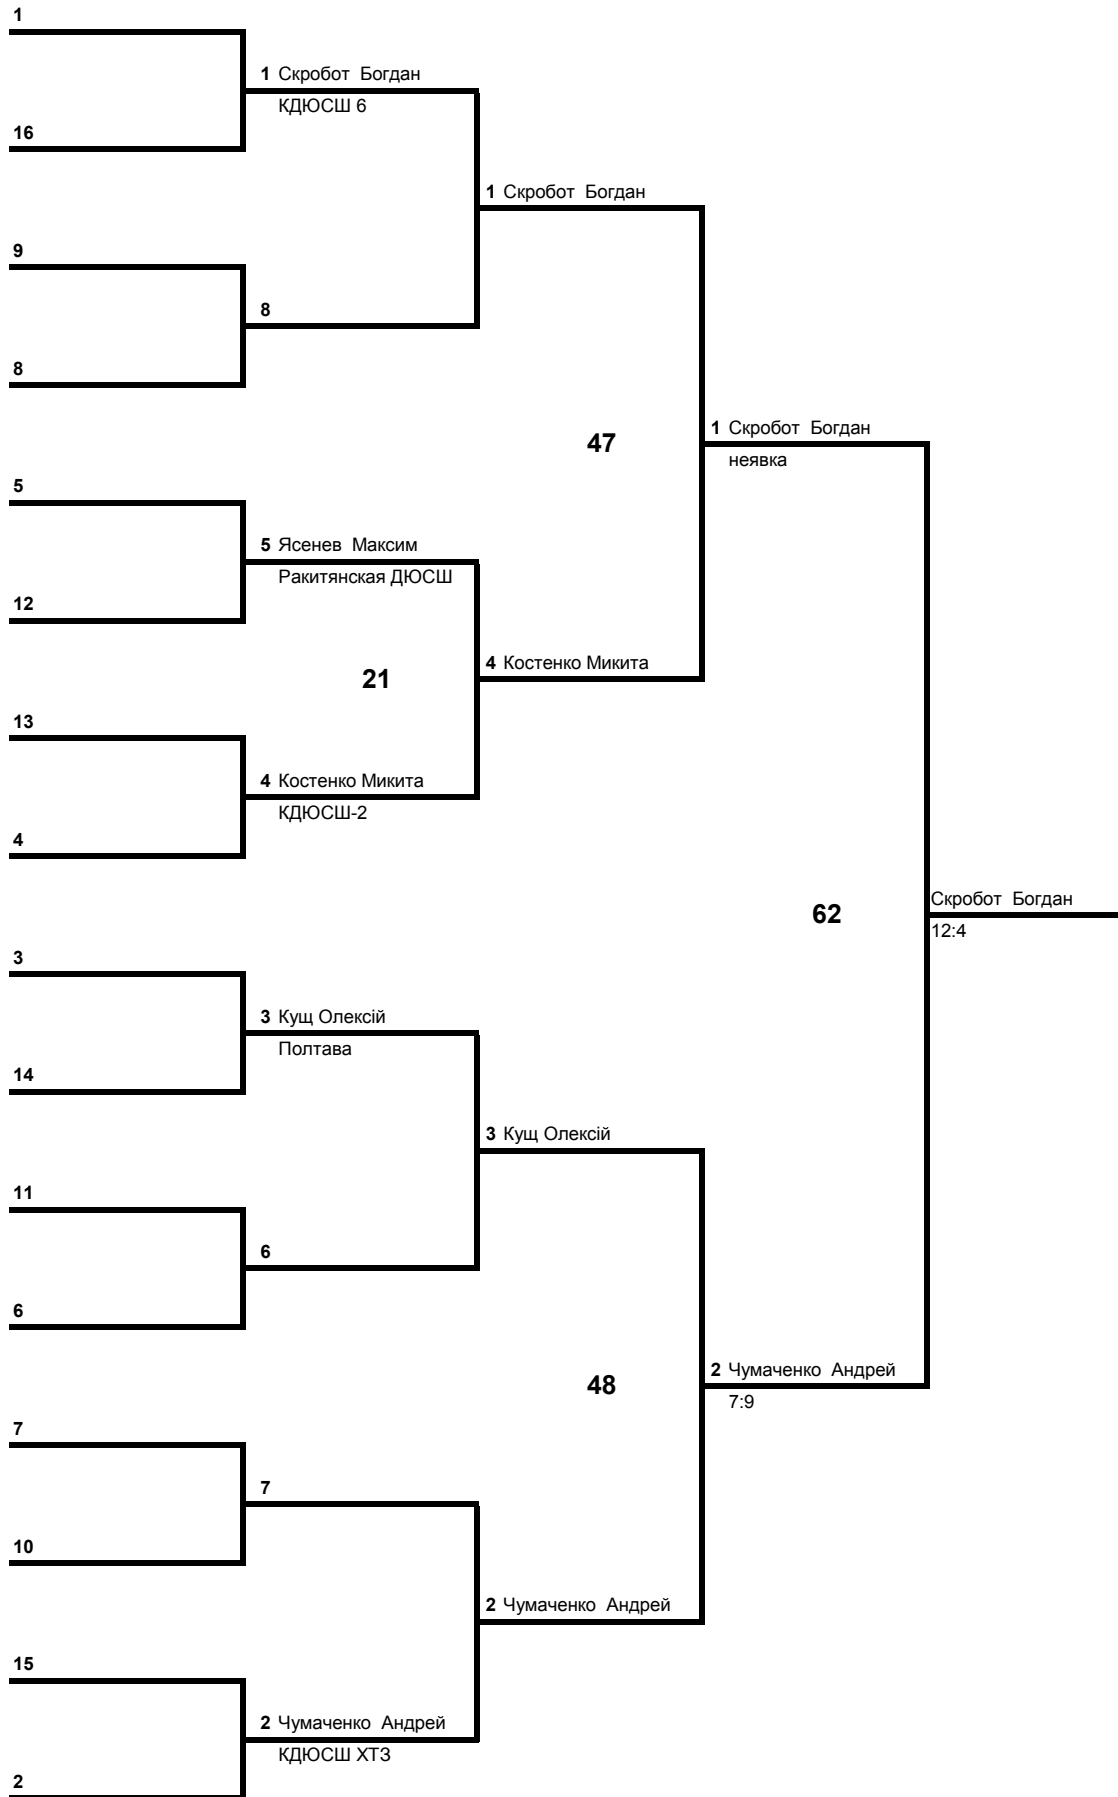 1
1 Скробот Богдан
КДЮСШ 6
16
1 Скробот Богдан
9
8
8
1 Скробот Богдан
47
неявка
5
5 Ясенев Максим
Ракитянская ДЮСШ
12
4 Костенко Микита
21
13
4 Костенко Микита
КДЮСШ-2
4
Скробот Богдан
62
12:4
3
3 Кущ Олексій
Полтава
14
3 Кущ Олексій
11
6
6
2 Чумаченко Андрей
48
7:9
7
7
10
2 Чумаченко Андрей
15
2 Чумаченко Андрей
КДЮСШ ХТЗ
2